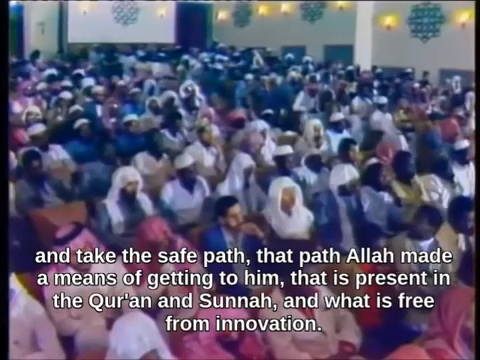 and take the safe path, that path Allah made
a means of getting to him, that is present in
the Qur'an and Sunnah, and what is free
from innovation.